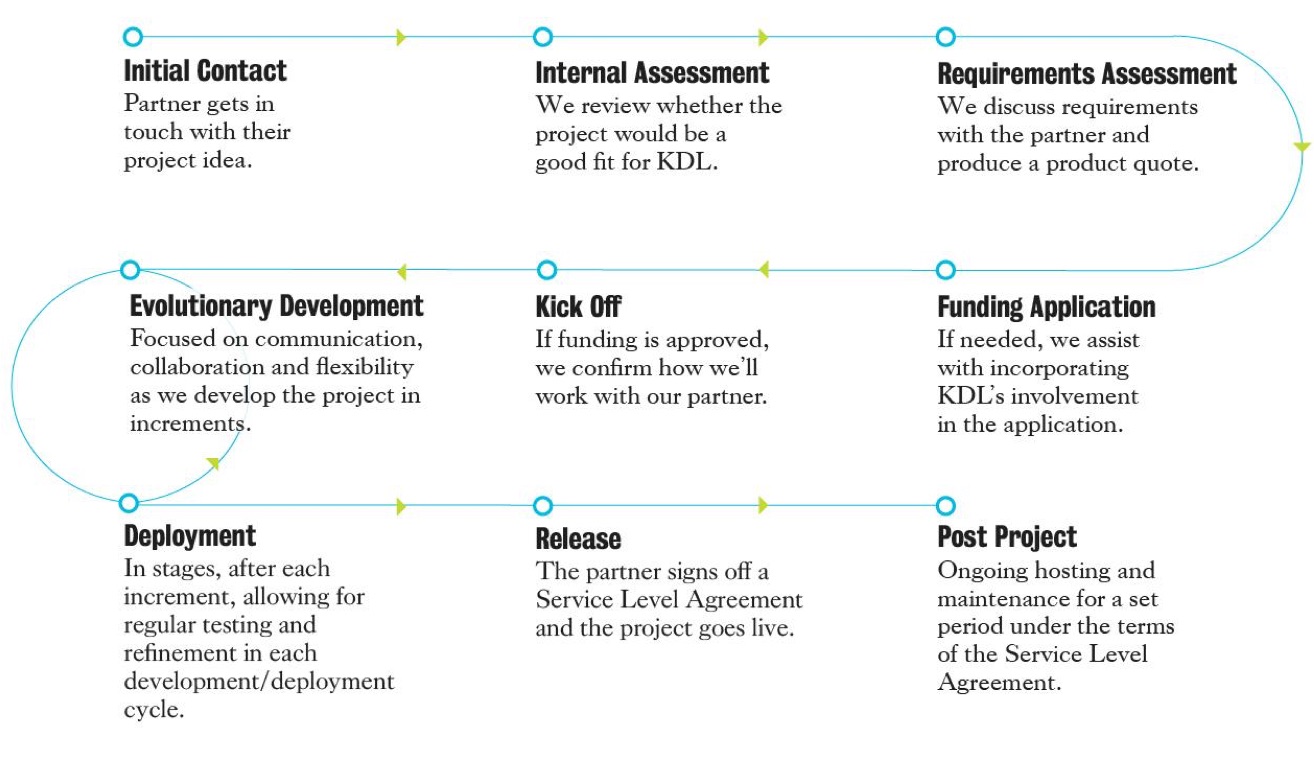 Initial Contact
Partner gets in
touch with their
project idea.
Internal Assessment
We review whether the
project would be a
good fit for KDL.
Requirements Assessment
We discuss requirements
with the partner and
produce a product quote.
Evolutionary Development
Focused on communication,
collaboration and flexibility
as we develop the project in
increments.
Kick Off
If funding is approved,
we confirm how we'll
work with our partner.
Funding Application
If needed, we assist
with incorporating
KDL's involvement
in the application.
Deployment
In stages, after each
increment, allowing for
regular testing and
refinement in each
development/deployment
cycle.
Release
The partner signs off a
Service Level Agreement
and the project goes live.
Post Project
Ongoing hosting and
maintenance for a set
period under the terms
of the Service Level
Agreement.